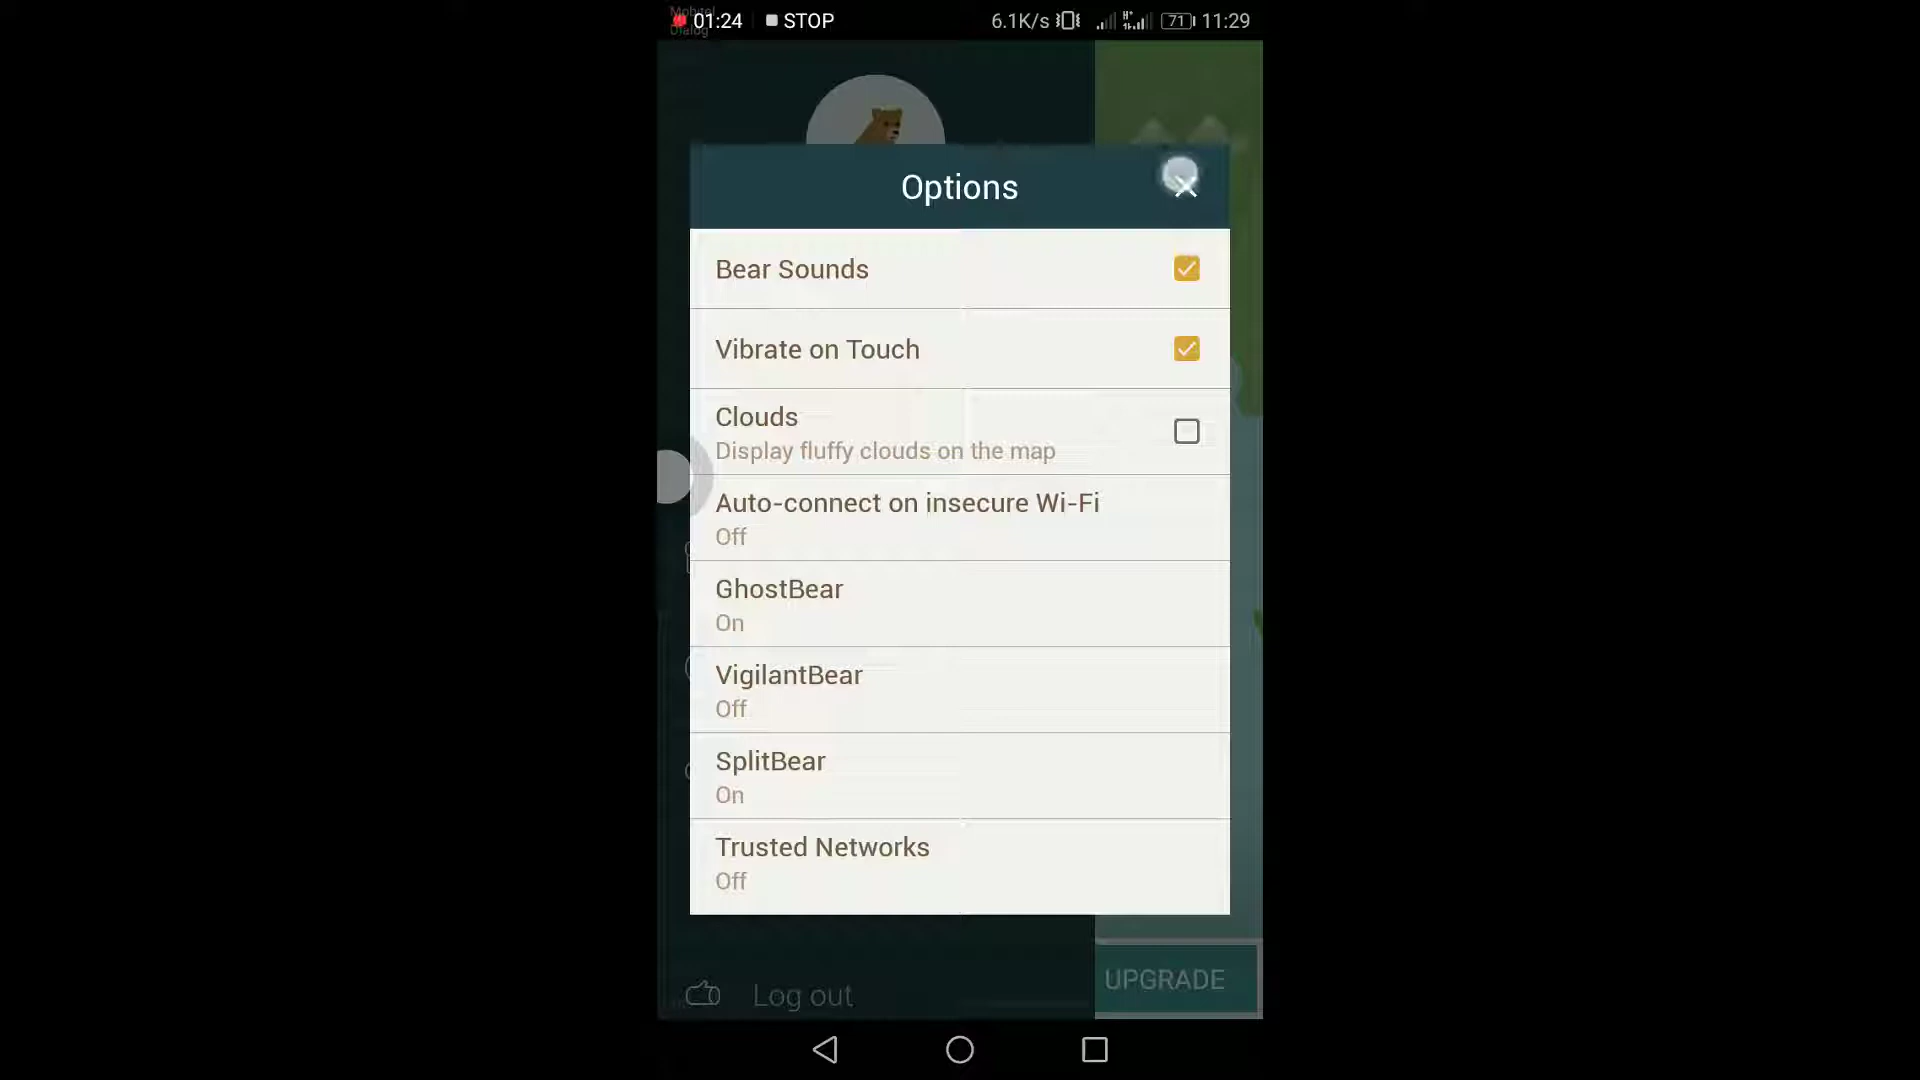 Mobitel
Dialog
01:24 STOP 6.1K/s H+ 71 11:29
Options
Bear Sounds
Vibrate on Touch
Clouds
Display fluffy clouds on the map
Auto-connect on insecure Wi-Fi
Off
GhostBear
On
VigilantBear
Off
SplitBear
On
Trusted Networks
Off
UPGRADE
Log out